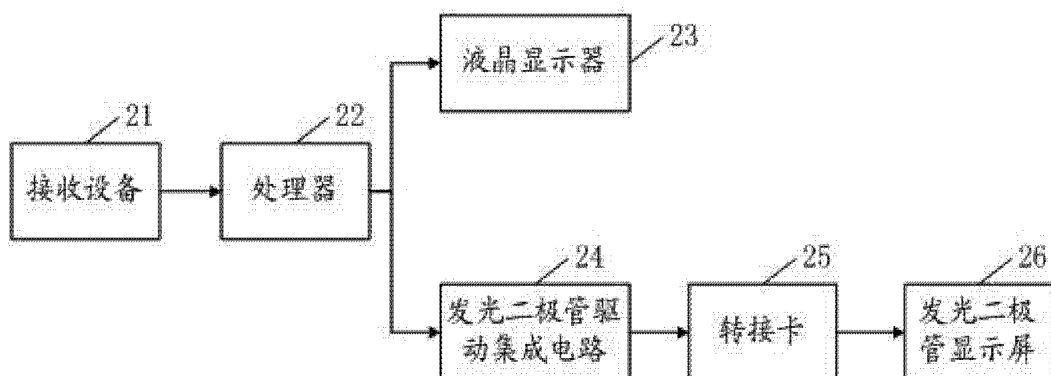 液晶显示器
23
21
22
接收设备
处理器
24
25
26
发光二极管驱
动集成电路
转接卡
发光二极
管显示屏